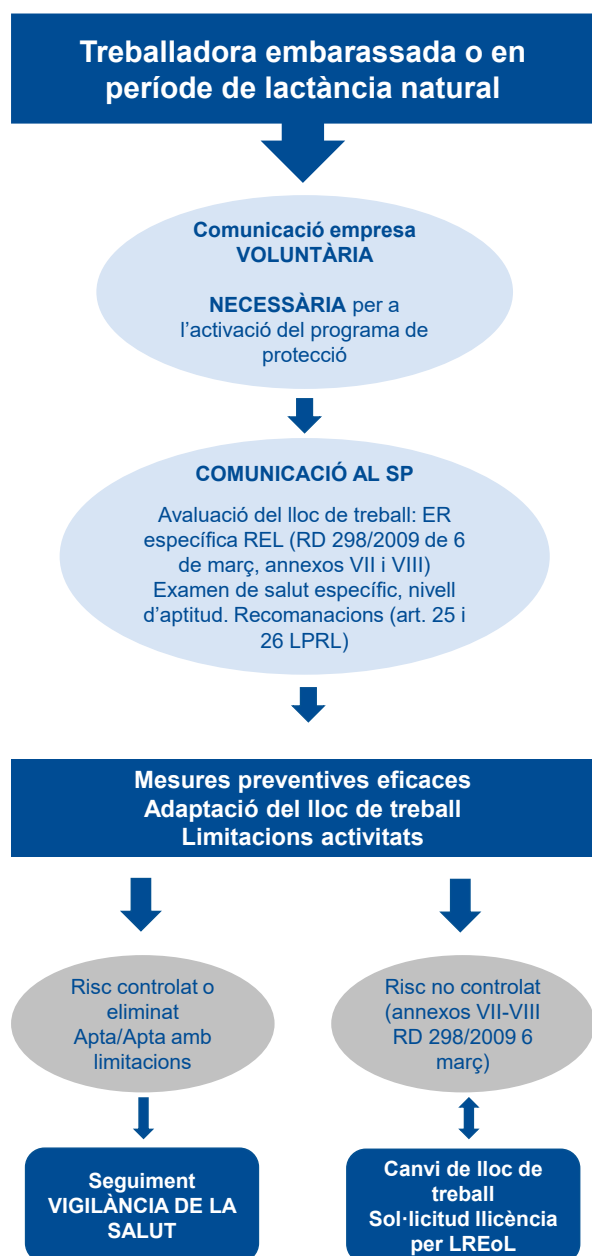 Treballadora embarassada o en
període de lactància natural
Comunicació empresa
VOLUNTÀRIA
NECESSÀRIA per a
l’activació del programa de
protecció
COMUNICACIÓ AL SP
Avaluació del lloc de treball: ER
específica REL (RD 298/2009 de 6
de març, annexos VII i VIII)
Examen de salut específic, nivell
d’aptitud. Recomanacions (art. 25 i
26 LPRL)
Mesures preventives eficaces
Adaptació del lloc de treball
Limitacions activitats
Risc controlat o
eliminat
Apta/Apta amb
limitacions
Risc no controlat
(annexos VII-VIII
RD 298/2009 6
març)
Seguiment
VIGILÀNCIA DE LA
SALUT
Canvi de lloc de
treball
Sol·licitud llicència
per LREoL